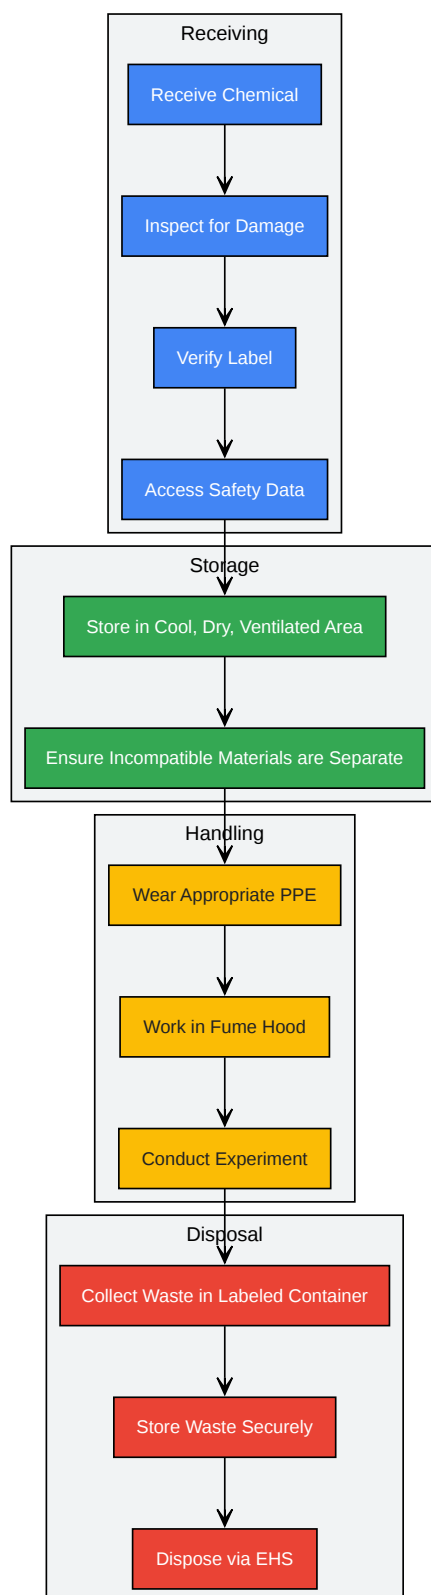 Receiving
Receive Chemical
Inspect for Damage
Verify Label
Access Safety Data
Storage
Store in Cool, Dry, Ventilated Area
Ensure Incompatible Materials are Separate
Handling
Wear Appropriate PPE
Work in Fume Hood
Conduct Experiment
Disposal
Collect Waste in Labeled Container
Store Waste Securely
Dispose via EHS